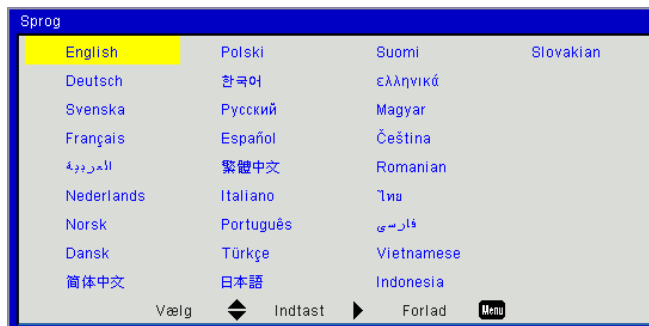 Sprog
English Polski Suomi Slovakian
Deutsch 한국어 ελληνικά
Svenska Русский Magyar
Français Español Čeština
العربية 繁體中文 Romanian
Nederlands Italiano ไทย
Norsk Português فارسی
Dansk Türkçe Vietnamese
简体中文 日本語 Indonesia
Vælg Indtast Forlad Menu